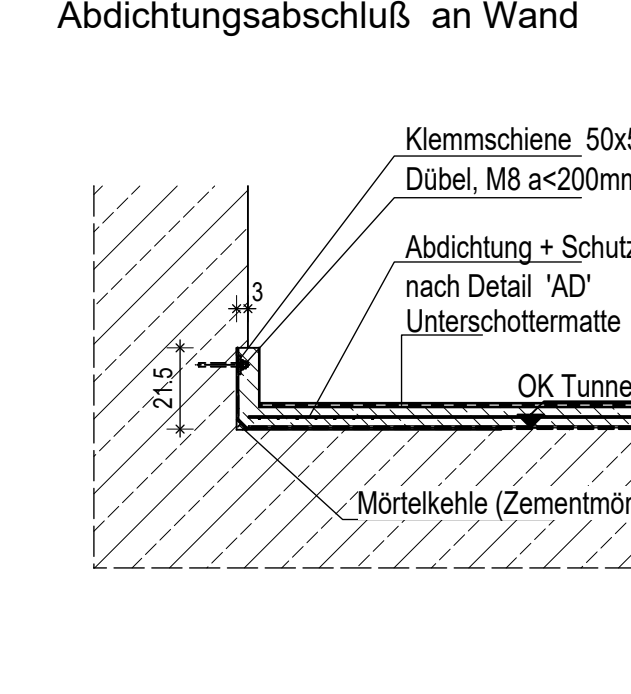 Abdichtungsabschluß an Wand
Klemmschiene 50x5
Dübel, M8 a<200mm
Abdichtung + Schutz
nach Detail 'AD'
Unterschottermatte
3
21.5
OK Tunne
Mörtelkehle (Zementmör